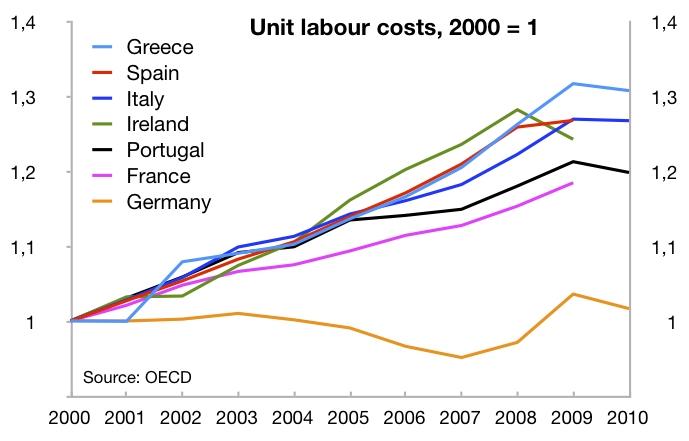 Unit labour costs, 2000 = 1
1,4
1,3
1,2
1,1
1
1,4
1,3
1,2
1,1
1
Greece
Spain
Italy
Ireland
Portugal
France
Germany
Source: OECD
2000 2001 2002 2003 2004 2005 2006 2007 2008 2009 2010